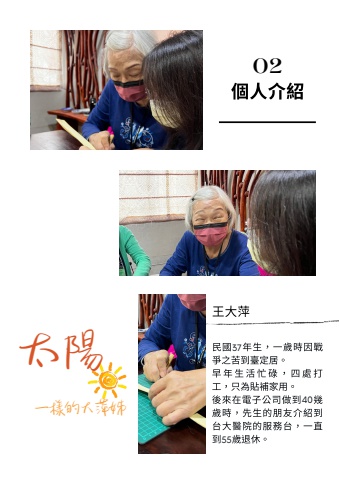 02
個人介紹
王大萍
民國37年生，一歲時因戰
爭之苦到臺定居。
早年生活忙碌，四處打
工，只為貼補家用。
後來在電子公司做到40幾
歲時，先生的朋友介紹到
台大醫院的服務台，一直
到55歲退休。
太陽
一樣的大萍姊